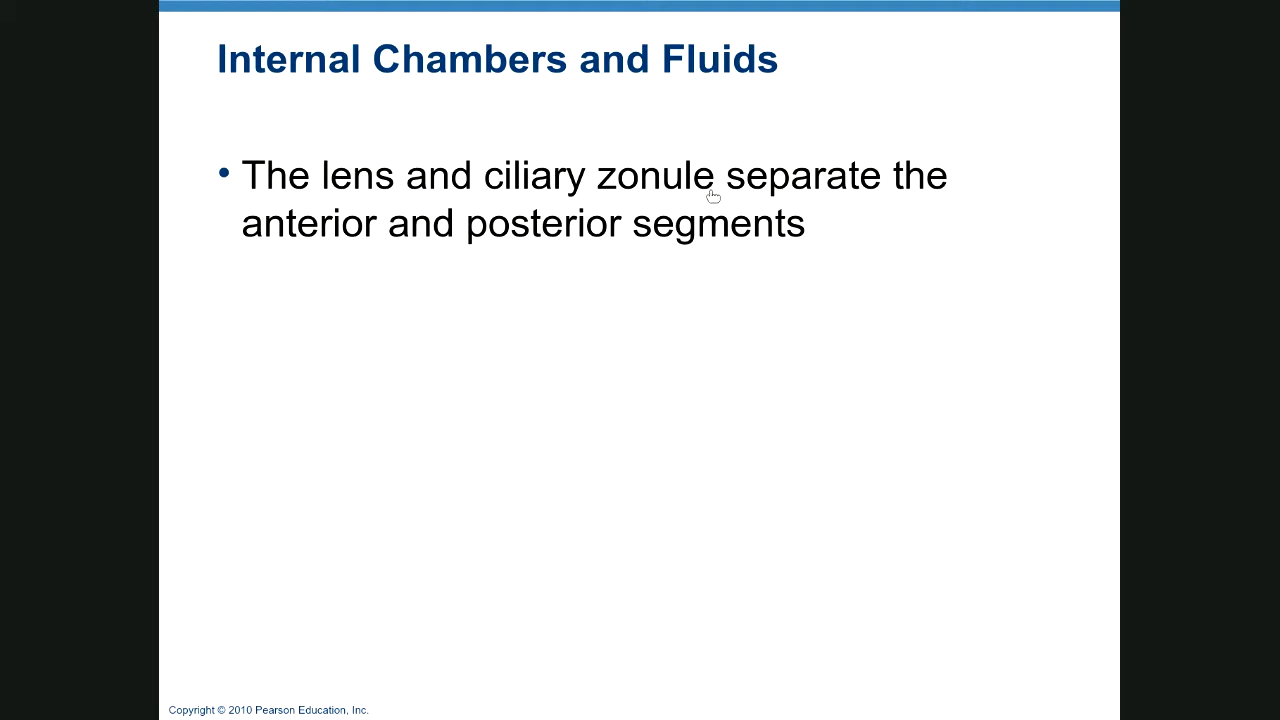 Internal Chambers and Fluids
• The lens and ciliary zonule separate the
anterior and posterior segments
Copyright © 2010 Pearson Education, Inc.